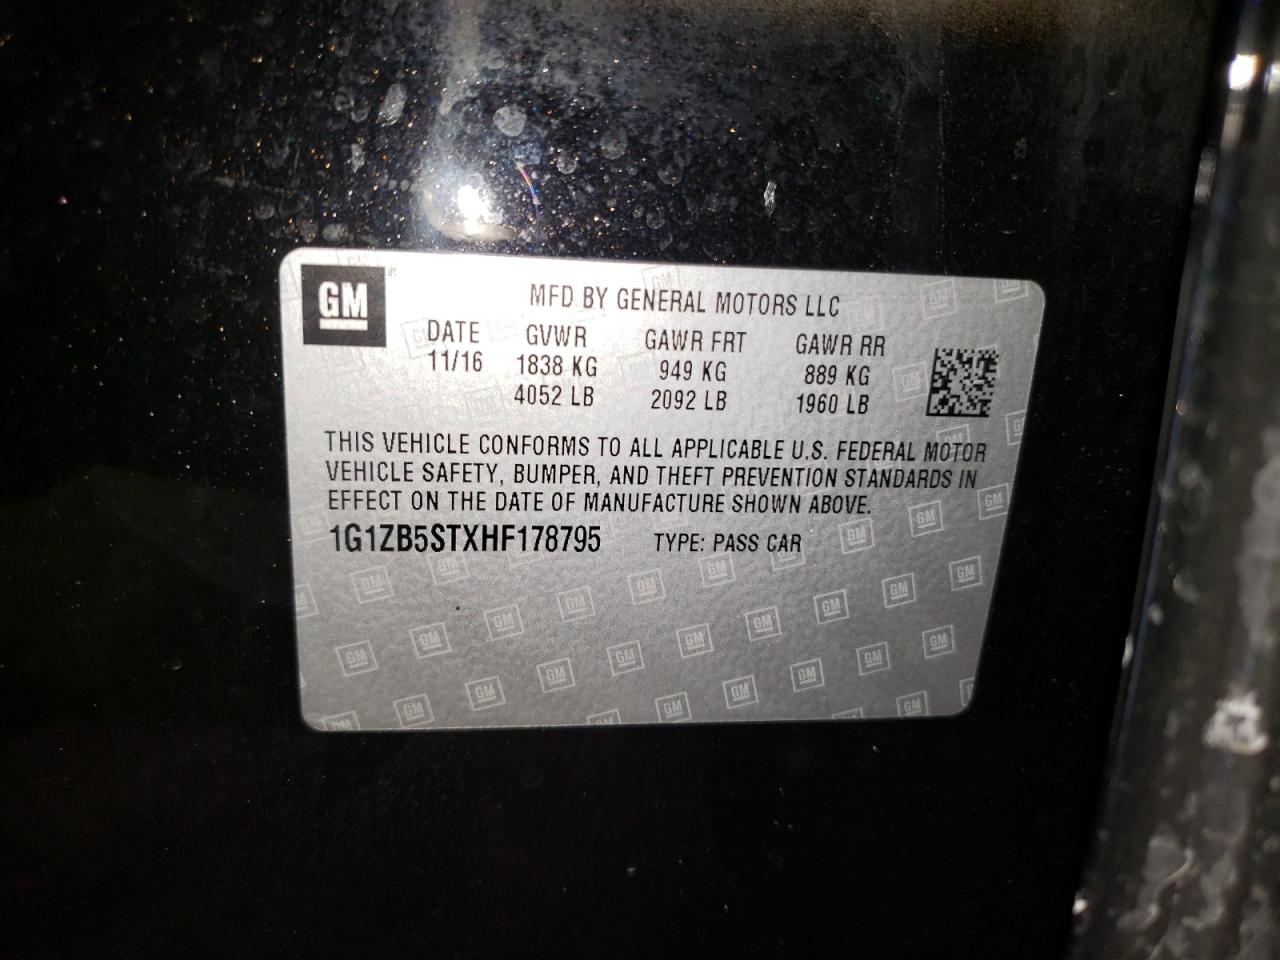 GM
MFD BY GENERAL MOTORS LLC
DATE GVWR GAWR FRT GAWR RR
11/16 1838 KG 949 KG 889 KG
4052 LB 2092 LB 1960 LB
THIS VEHICLE CONFORMS TO ALL APPLICABLE U.S. FEDERAL MOTOR
VEHICLE SAFETY, BUMPER, AND THEFT PREVENTION STANDARDS IN
EFFECT ON THE DATE OF MANUFACTURE SHOWN ABOVE.
1G1ZB5STXHF178795 TYPE: PASS CAR